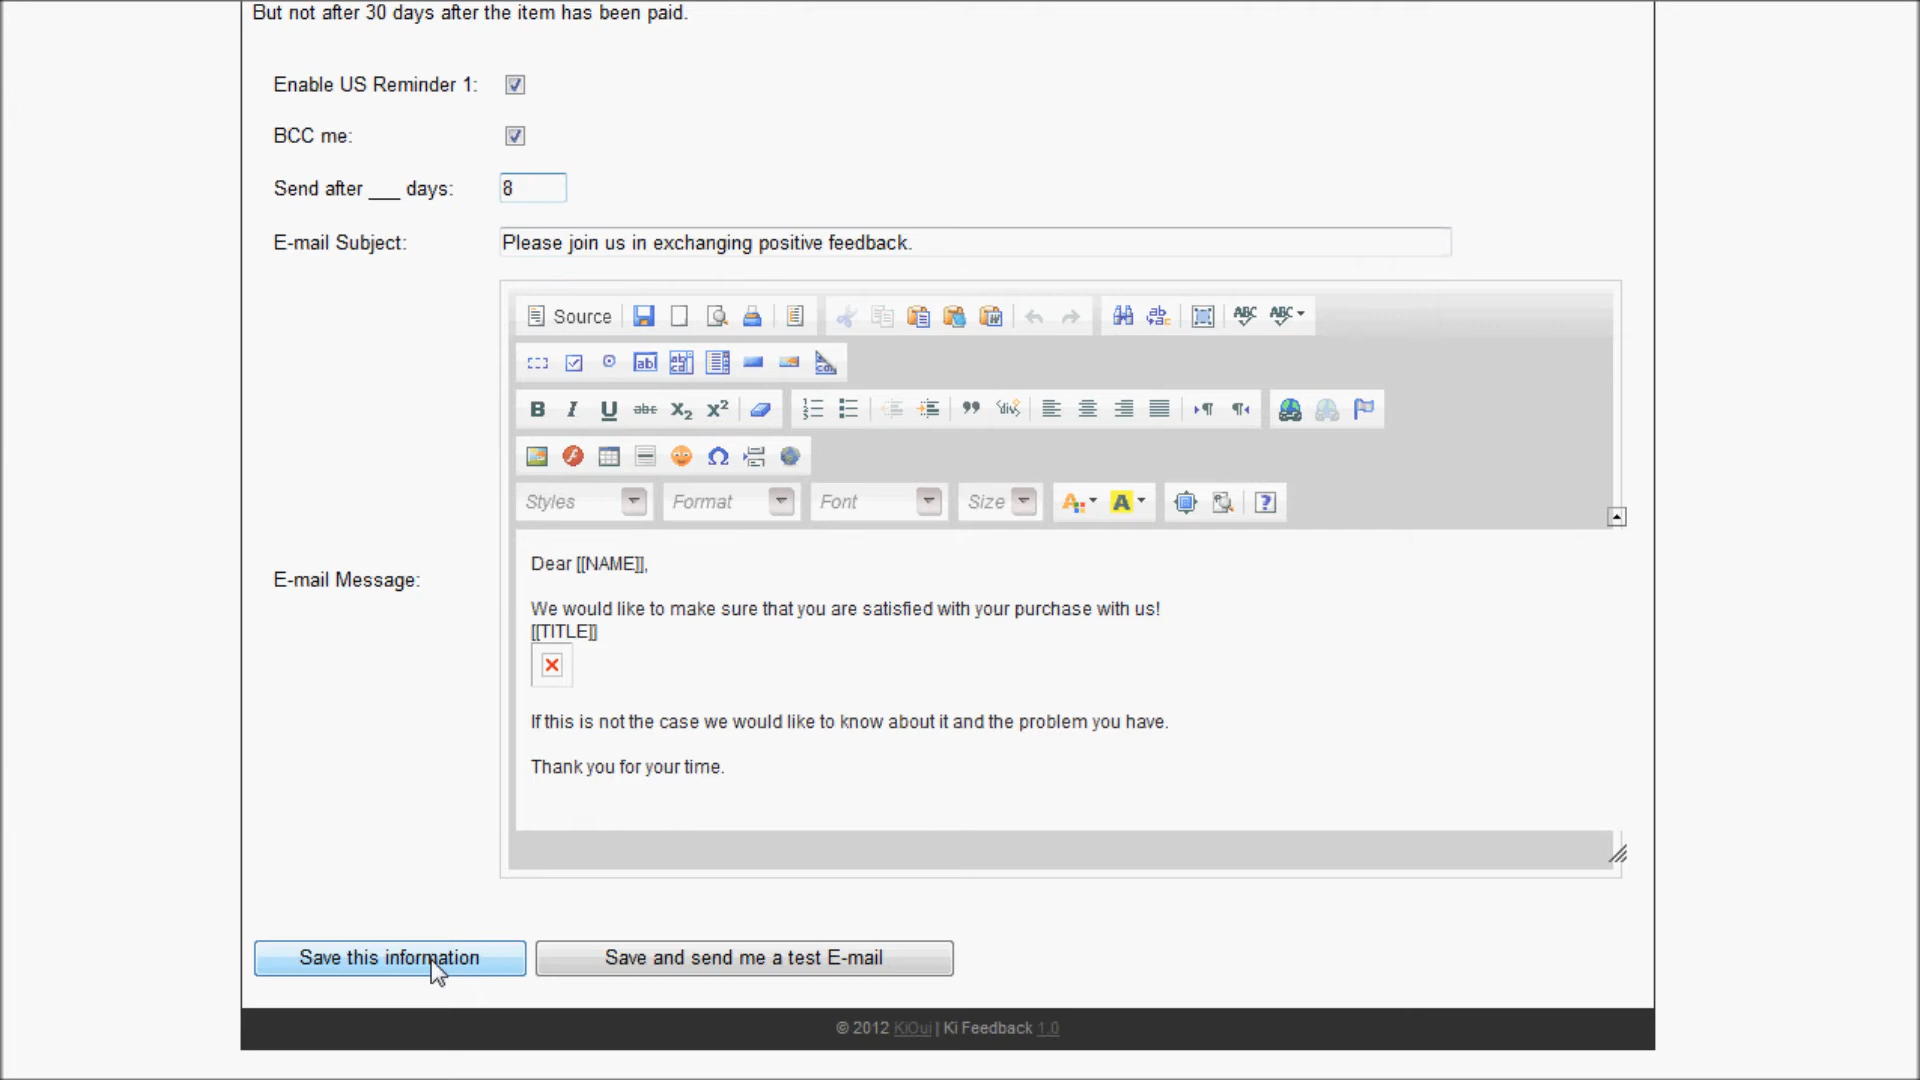 But not after 30 days after the item has been paid.
Enable US Reminder 1:
BCC me:
Send after ___ days: 8
E-mail Subject: Please join us in exchanging positive feedback.
Source
Styles Format Font Size
E-mail Message:
Dear [[NAME]],
We would like to make sure that you are satisfied with your purchase with us!
[[TITLE]]
If this is not the case we would like to know about it and the problem you have.
Thank you for your time.
Save this information Save and send me a test E-mail
© 2012 KiOui | Ki Feedback 1.0